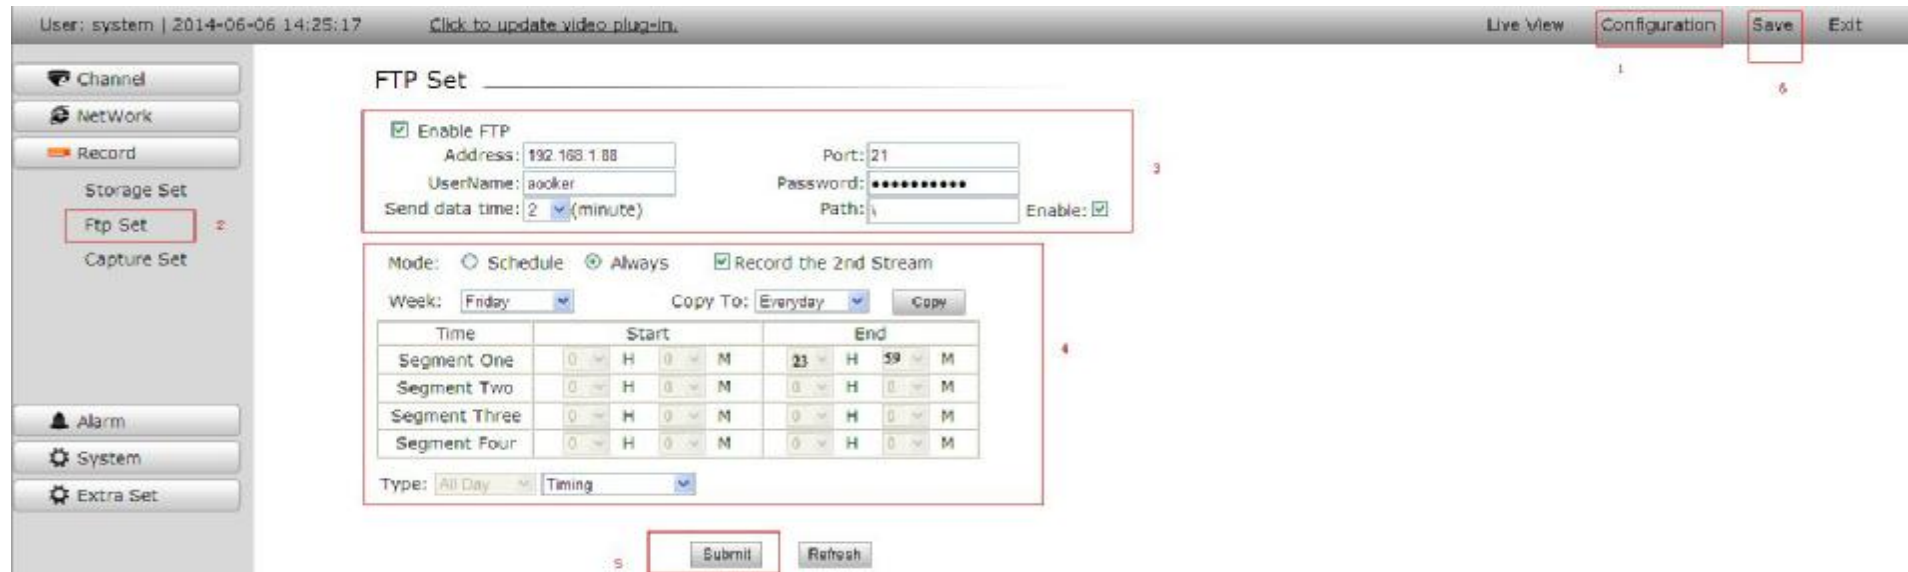 User: system | 2014-06-06 14:25:17 Click to update video plug-in. Live View Configuration Save Exit
1
6
Channel
NetWork
Record
Storage Set
Ftp Set 2
Capture Set
Alarm
System
Extra Set
FTP Set
Enable FTP
Address: 192.168.1.88 Port: 21
3
UserName: aooker Password: ●●●●●●●●●●
Send data time: 2 (minute) Path: \ Enable:
Mode: Schedule Always Record the 2nd Stream
Week: Friday Copy To: Everyday Copy
Time Start End
4
Segment One 0 H 0 M 23 H 59 M
Segment Two 0 H 0 M 0 H 0 M
Segment Three 0 H 0 M 0 H 0 M
Segment Four 0 H 0 M 0 H 0 M
Type: All Day Timing
5 Submit Refresh